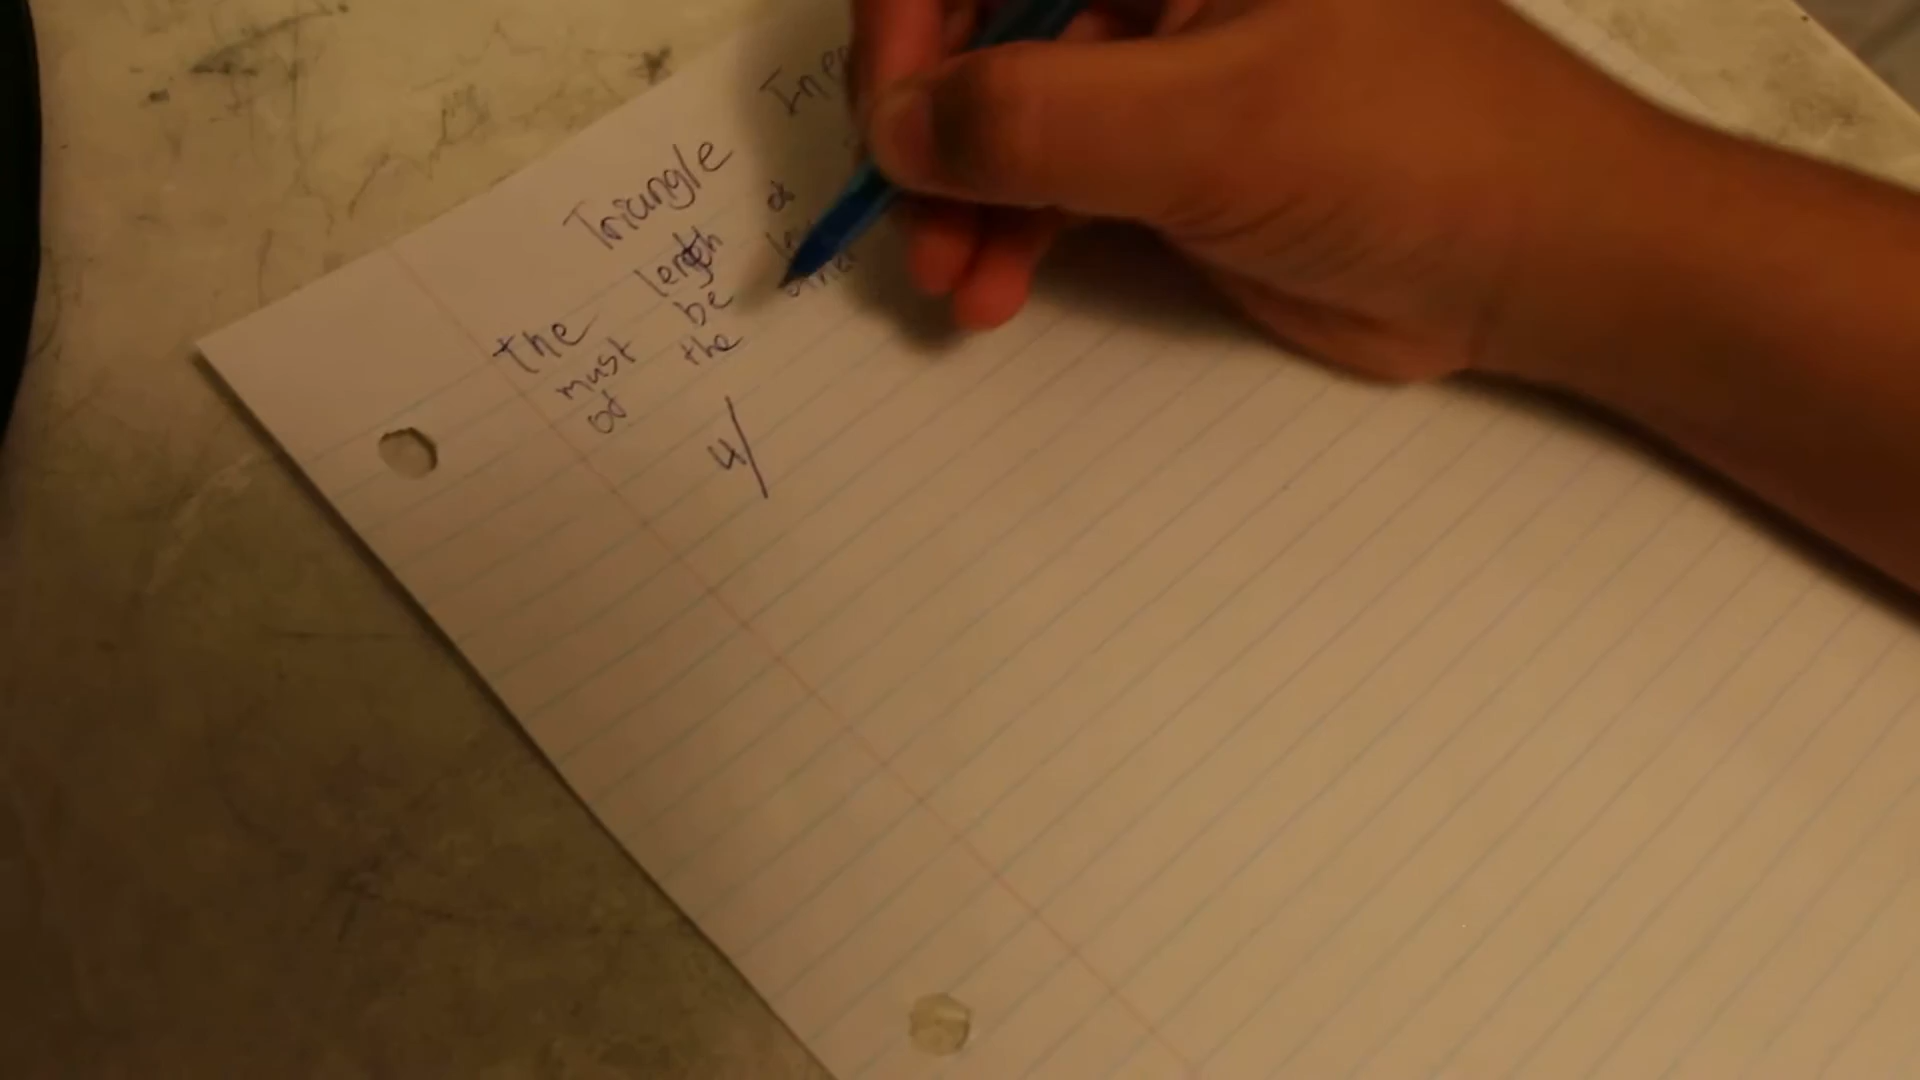 Triangle
the length of
must be
of the
4/